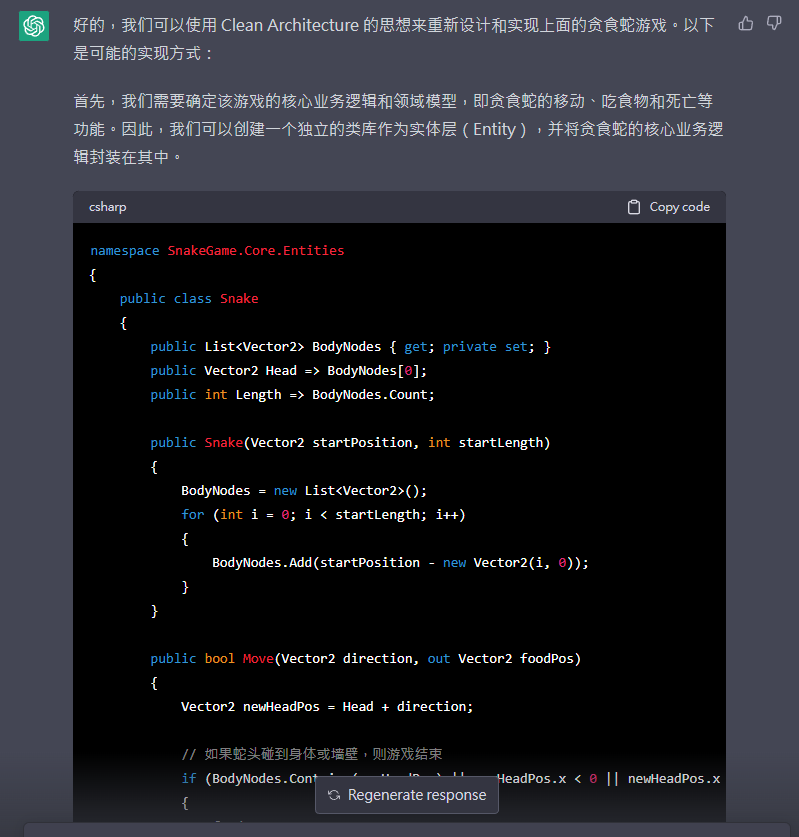 好的，我们可以使用 Clean Architecture 的思想来重新设计和实现上面的贪食蛇游戏。以下
是可能的实现方式：
首先，我们需要确定该游戏的核心业务逻辑和领域模型，即贪食蛇的移动、吃食物和死亡等
功能。因此，我们可以创建一个独立的类库作为实体层（Entity），并将贪食蛇的核心业务逻
辑封装在其中。
csharp Copy code
namespace SnakeGame.Core.Entities
{
    public class Snake
    {
        public List<Vector2> BodyNodes { get; private set; }
        public Vector2 Head => BodyNodes[0];
        public int Length => BodyNodes.Count;
        public Snake(Vector2 startPosition, int startLength)
        {
            BodyNodes = new List<Vector2>();
            for (int i = 0; i < startLength; i++)
            {
                BodyNodes.Add(startPosition - new Vector2(i, 0));
            }
        }
        public bool Move(Vector2 direction, out Vector2 foodPos)
        {
            Vector2 newHeadPos = Head + direction;
            // 如果蛇头碰到身体或墙壁，则游戏结束
            if (BodyNodes.Cont HeadPos.x < 0 || newHeadPos.x
            {
Regenerate response